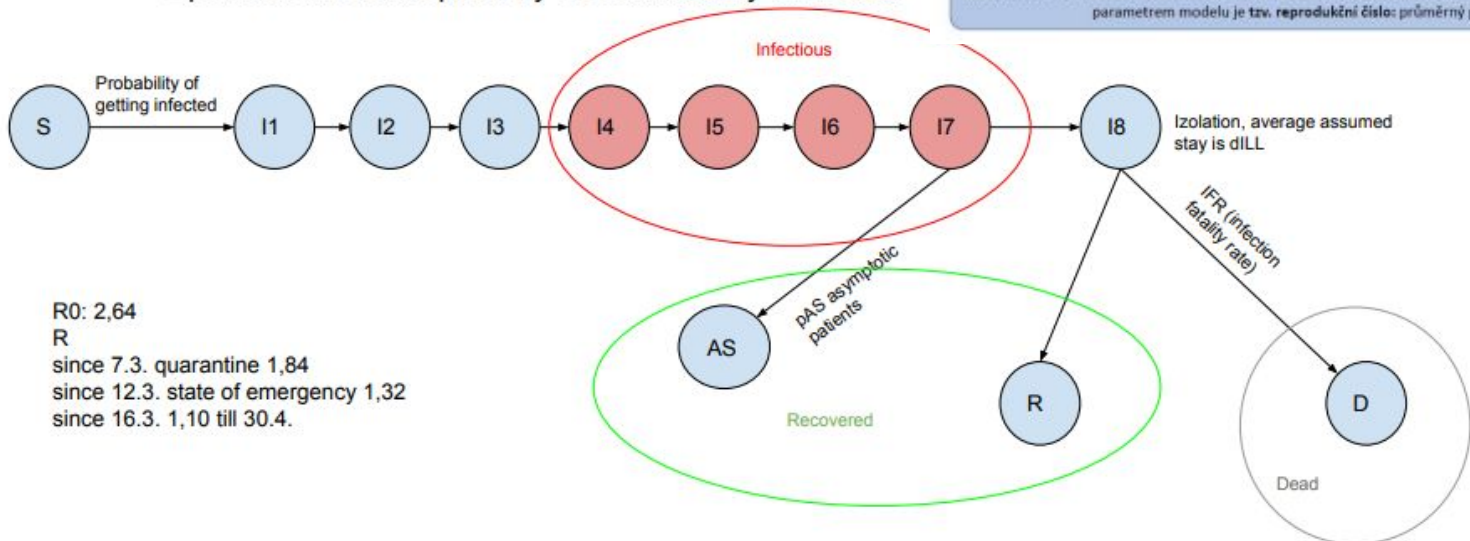 parametrem modelu je tzv. reprodukční číslo: průměrný
Infectious
Probability of
getting infected
S
I1
I2
I3
I4
I5
I6
I7
I8
Izolation, average assumed
stay is dILL
IFR (infection
fatality rate)
pAS asymptotic
patients
R0: 2,64
R
since 7.3. quarantine 1,84
since 12.3. state of emergency 1,32
since 16.3. 1,10 till 30.4.
AS
R
D
Recovered
Dead